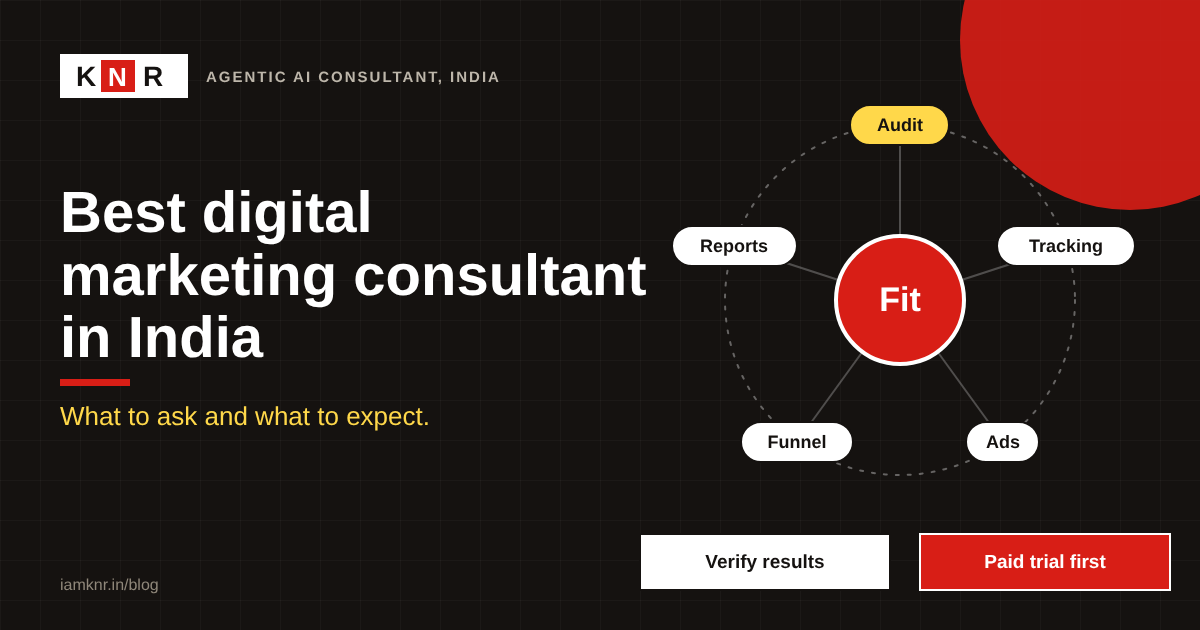 KNR
AGENTIC AI CONSULTANT, INDIA
Best digital
marketing consultant
in India
What to ask and what to expect.
Audit
Reports
Tracking
Fit
Funnel
Ads
Verify results
Paid trial first
iamknr.in/blog